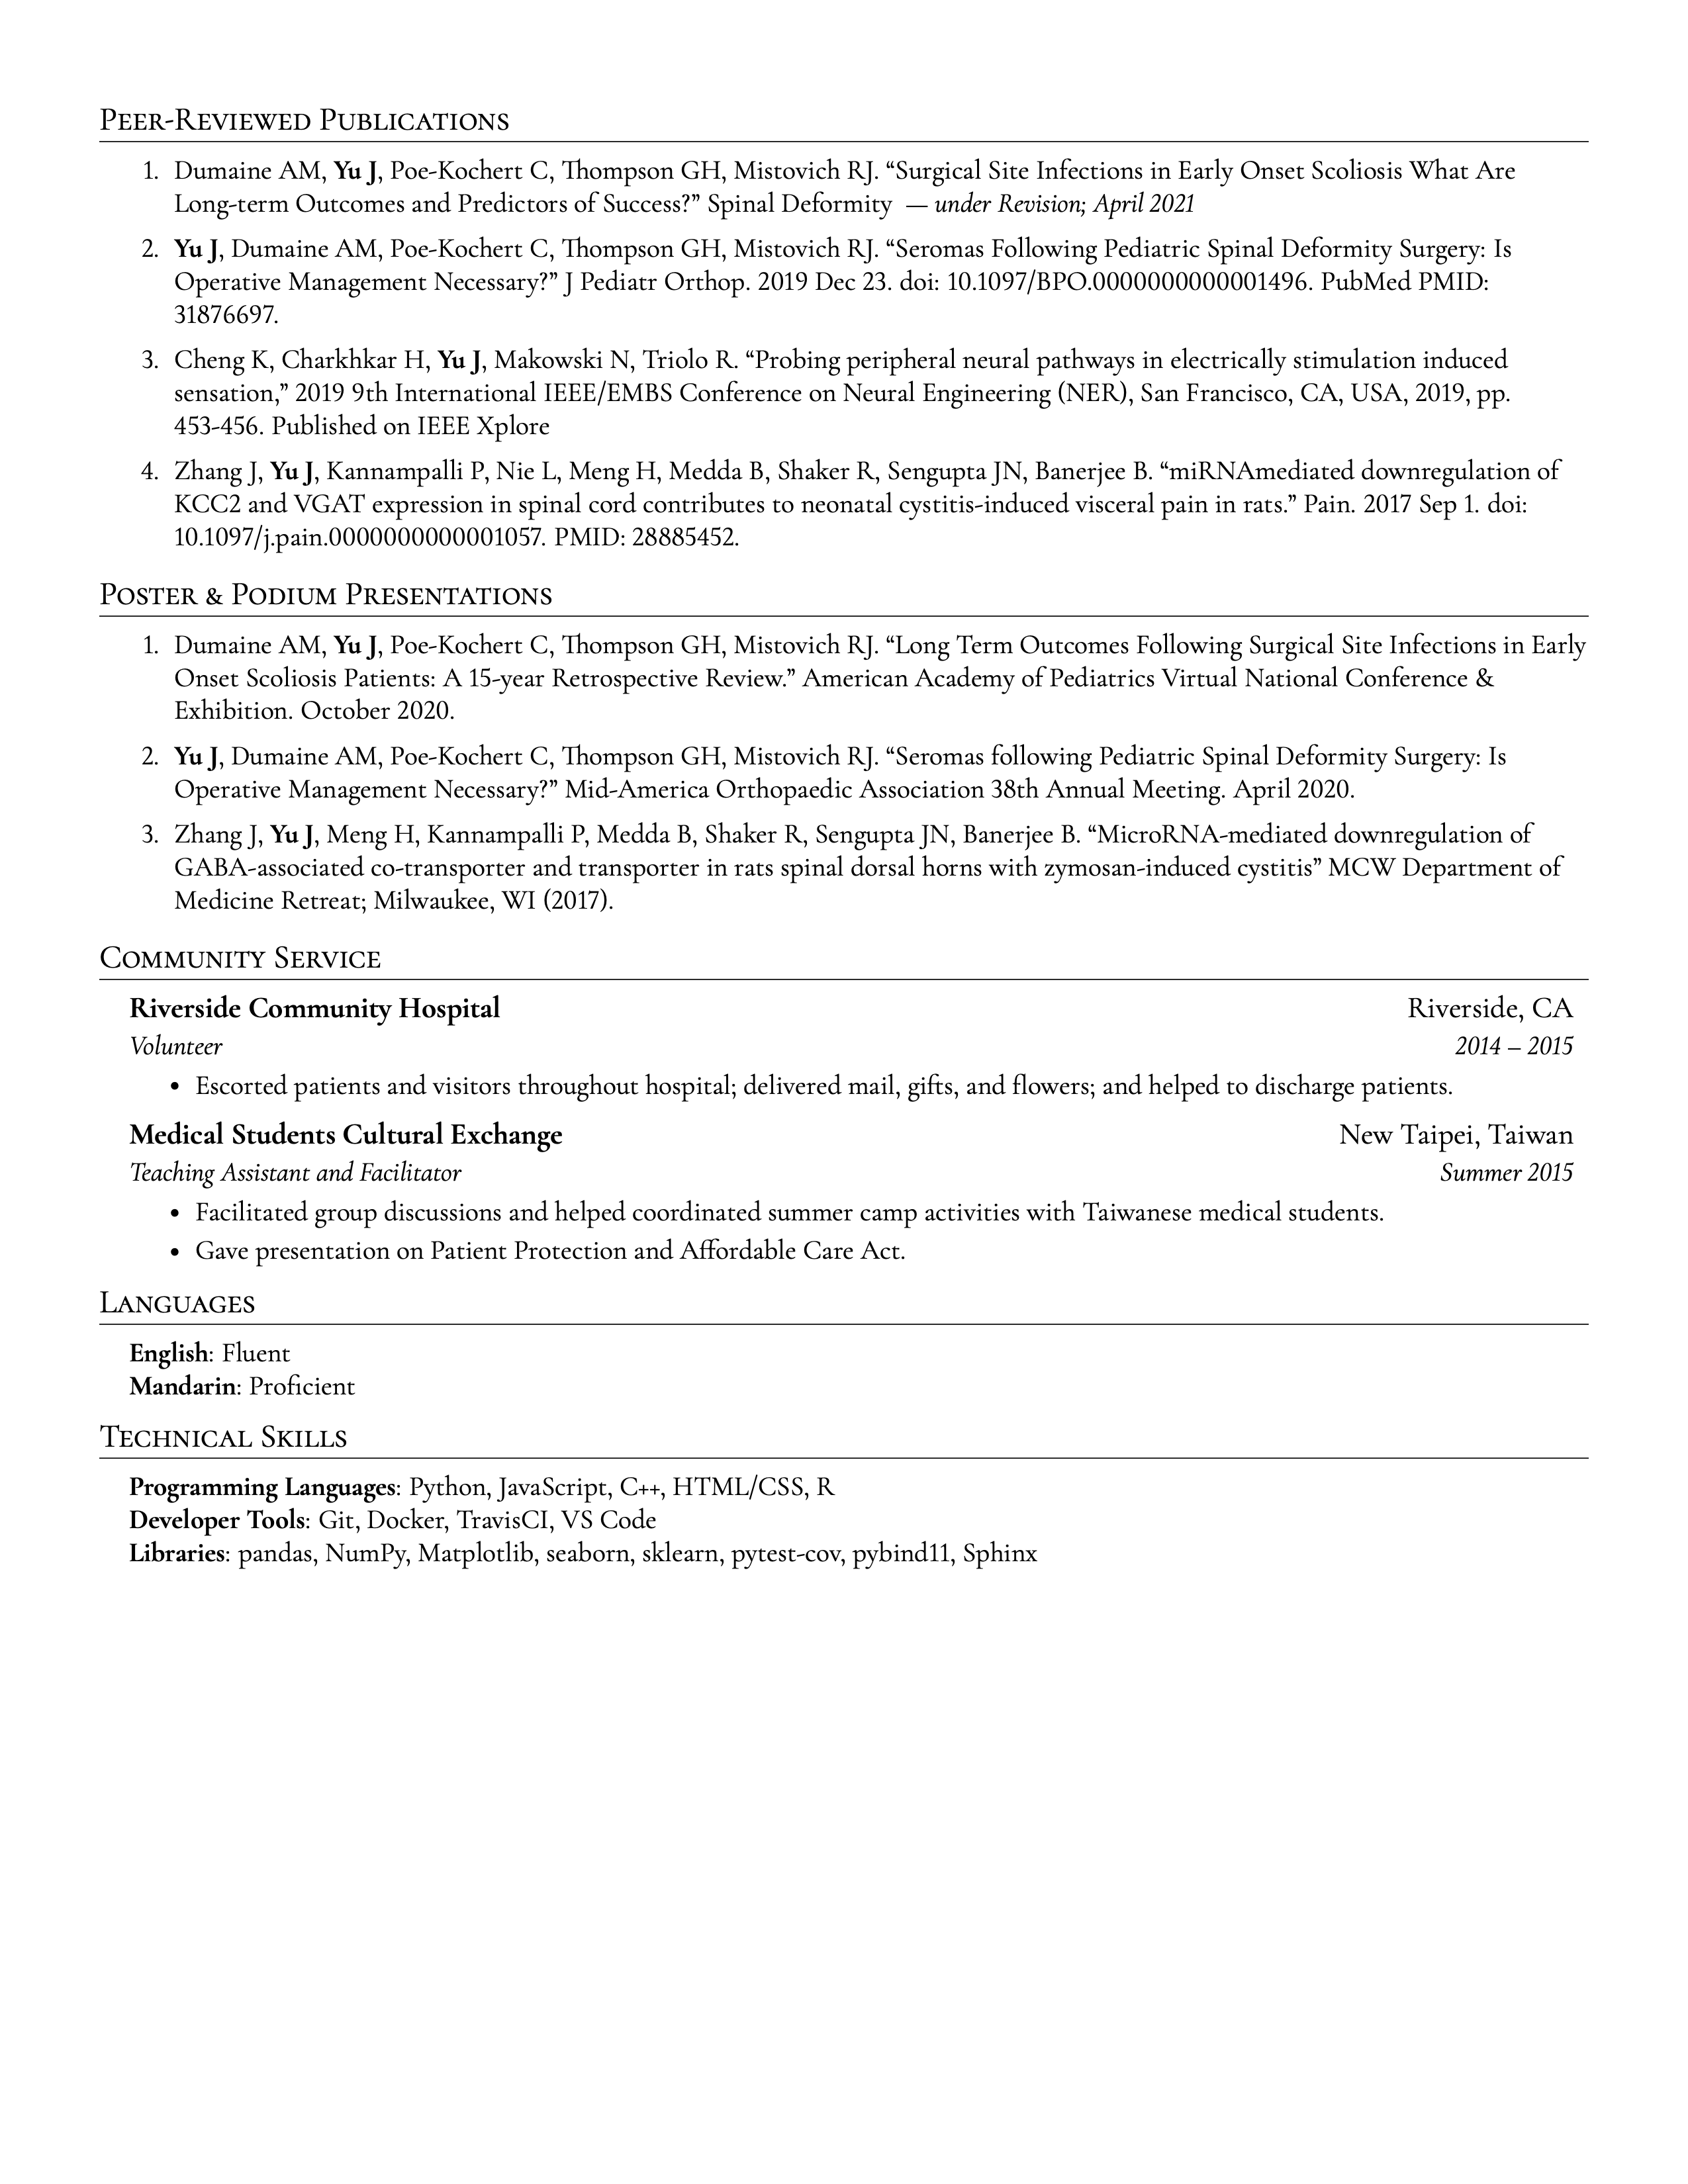 Peer-Reviewed Publications
1. Dumaine AM, Yu J, Poe-Kochert C, Thompson GH, Mistovich RJ. “Surgical Site Infections in Early Onset Scoliosis What Are
Long-term Outcomes and Predictors of Success?” Spinal Deformity — under Revision; April 2021
2. Yu J, Dumaine AM, Poe-Kochert C, Thompson GH, Mistovich RJ. “Seromas Following Pediatric Spinal Deformity Surgery: Is
Operative Management Necessary?” J Pediatr Orthop. 2019 Dec 23. doi: 10.1097/BPO.0000000000001496. PubMed PMID:
31876697.
3. Cheng K, Charkhkar H, Yu J, Makowski N, Triolo R. “Probing peripheral neural pathways in electrically stimulation induced
sensation,” 2019 9th International IEEE/EMBS Conference on Neural Engineering (NER), San Francisco, CA, USA, 2019, pp.
453-456. Published on IEEE Xplore
4. Zhang J, Yu J, Kannampalli P, Nie L, Meng H, Medda B, Shaker R, Sengupta JN, Banerjee B. “miRNAmediated downregulation of
KCC2 and VGAT expression in spinal cord contributes to neonatal cystitis-induced visceral pain in rats.” Pain. 2017 Sep 1. doi:
10.1097/j.pain.0000000000001057. PMID: 28885452.
Poster & Podium Presentations
1. Dumaine AM, Yu J, Poe-Kochert C, Thompson GH, Mistovich RJ. “Long Term Outcomes Following Surgical Site Infections in Early
Onset Scoliosis Patients: A 15-year Retrospective Review.” American Academy of Pediatrics Virtual National Conference &
Exhibition. October 2020.
2. Yu J, Dumaine AM, Poe-Kochert C, Thompson GH, Mistovich RJ. “Seromas following Pediatric Spinal Deformity Surgery: Is
Operative Management Necessary?” Mid-America Orthopaedic Association 38th Annual Meeting. April 2020.
3. Zhang J, Yu J, Meng H, Kannampalli P, Medda B, Shaker R, Sengupta JN, Banerjee B. “MicroRNA-mediated downregulation of
GABA-associated co-transporter and transporter in rats spinal dorsal horns with zymosan-induced cystitis” MCW Department of
Medicine Retreat; Milwaukee, WI (2017).
Community Service
Riverside Community Hospital Riverside, CA
Volunteer 2014 – 2015
• Escorted patients and visitors throughout hospital; delivered mail, gifts, and flowers; and helped to discharge patients.
Medical Students Cultural Exchange New Taipei, Taiwan
Teaching Assistant and Facilitator Summer 2015
• Facilitated group discussions and helped coordinated summer camp activities with Taiwanese medical students.
• Gave presentation on Patient Protection and Affordable Care Act.
Languages
English: Fluent
Mandarin: Proficient
Technical Skills
Programming Languages: Python, JavaScript, C++, HTML/CSS, R
Developer Tools: Git, Docker, TravisCI, VS Code
Libraries: pandas, NumPy, Matplotlib, seaborn, sklearn, pytest-cov, pybind11, Sphinx